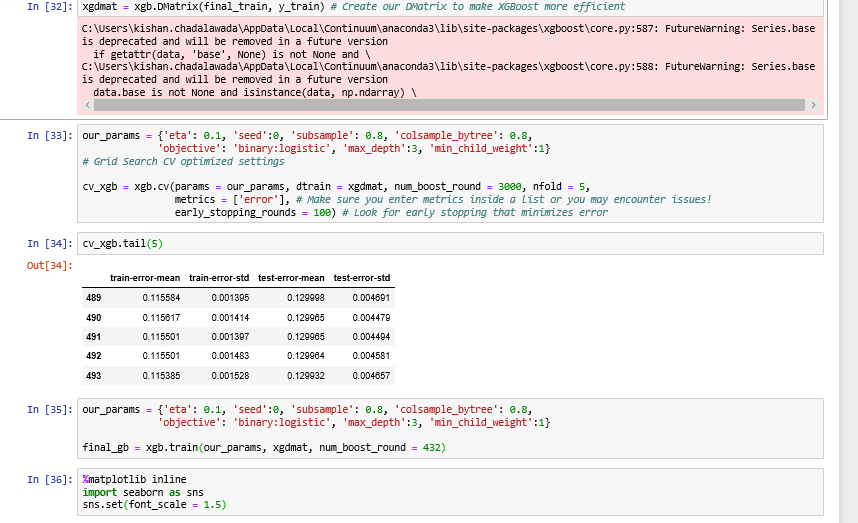 In [32]: xgdmat = xgb.DMatrix(final_train, y_train) # Create our DMatrix to make XGBoost more efficient
C:\Users\kishan.chadalawada\AppData\Local\Continuum\anaconda3\lib\site-packages\xgboost\core.py:587: FutureWarning: Series.base
is deprecated and will be removed in a future version
  if getattr(data, 'base', None) is not None and \
C:\Users\kishan.chadalawada\AppData\Local\Continuum\anaconda3\lib\site-packages\xgboost\core.py:588: FutureWarning: Series.base
is deprecated and will be removed in a future version
  data.base is not None and isinstance(data, np.ndarray) \
In [33]: our_params = {'eta': 0.1, 'seed':0, 'subsample': 0.8, 'colsample_bytree': 0.8,
             'objective': 'binary:logistic', 'max_depth':3, 'min_child_weight':1}
# Grid Search CV optimized settings
cv_xgb = xgb.cv(params = our_params, dtrain = xgdmat, num_boost_round = 3000, nfold = 5,
                metrics = ['error'], # Make sure you enter metrics inside a list or you may encounter issues!
                early_stopping_rounds = 100) # Look for early stopping that minimizes error
In [34]: cv_xgb.tail(5)
Out[34]:
train-error-mean train-error-std test-error-mean test-error-std
489 0.115584 0.001395 0.129998 0.004691
490 0.115617 0.001414 0.129965 0.004479
491 0.115501 0.001397 0.129965 0.004494
492 0.115501 0.001483 0.129964 0.004581
493 0.115385 0.001528 0.129932 0.004657
In [35]: our_params = {'eta': 0.1, 'seed':0, 'subsample': 0.8, 'colsample_bytree': 0.8,
             'objective': 'binary:logistic', 'max_depth':3, 'min_child_weight':1}
final_gb = xgb.train(our_params, xgdmat, num_boost_round = 432)
In [36]: %matplotlib inline
import seaborn as sns
sns.set(font_scale = 1.5)